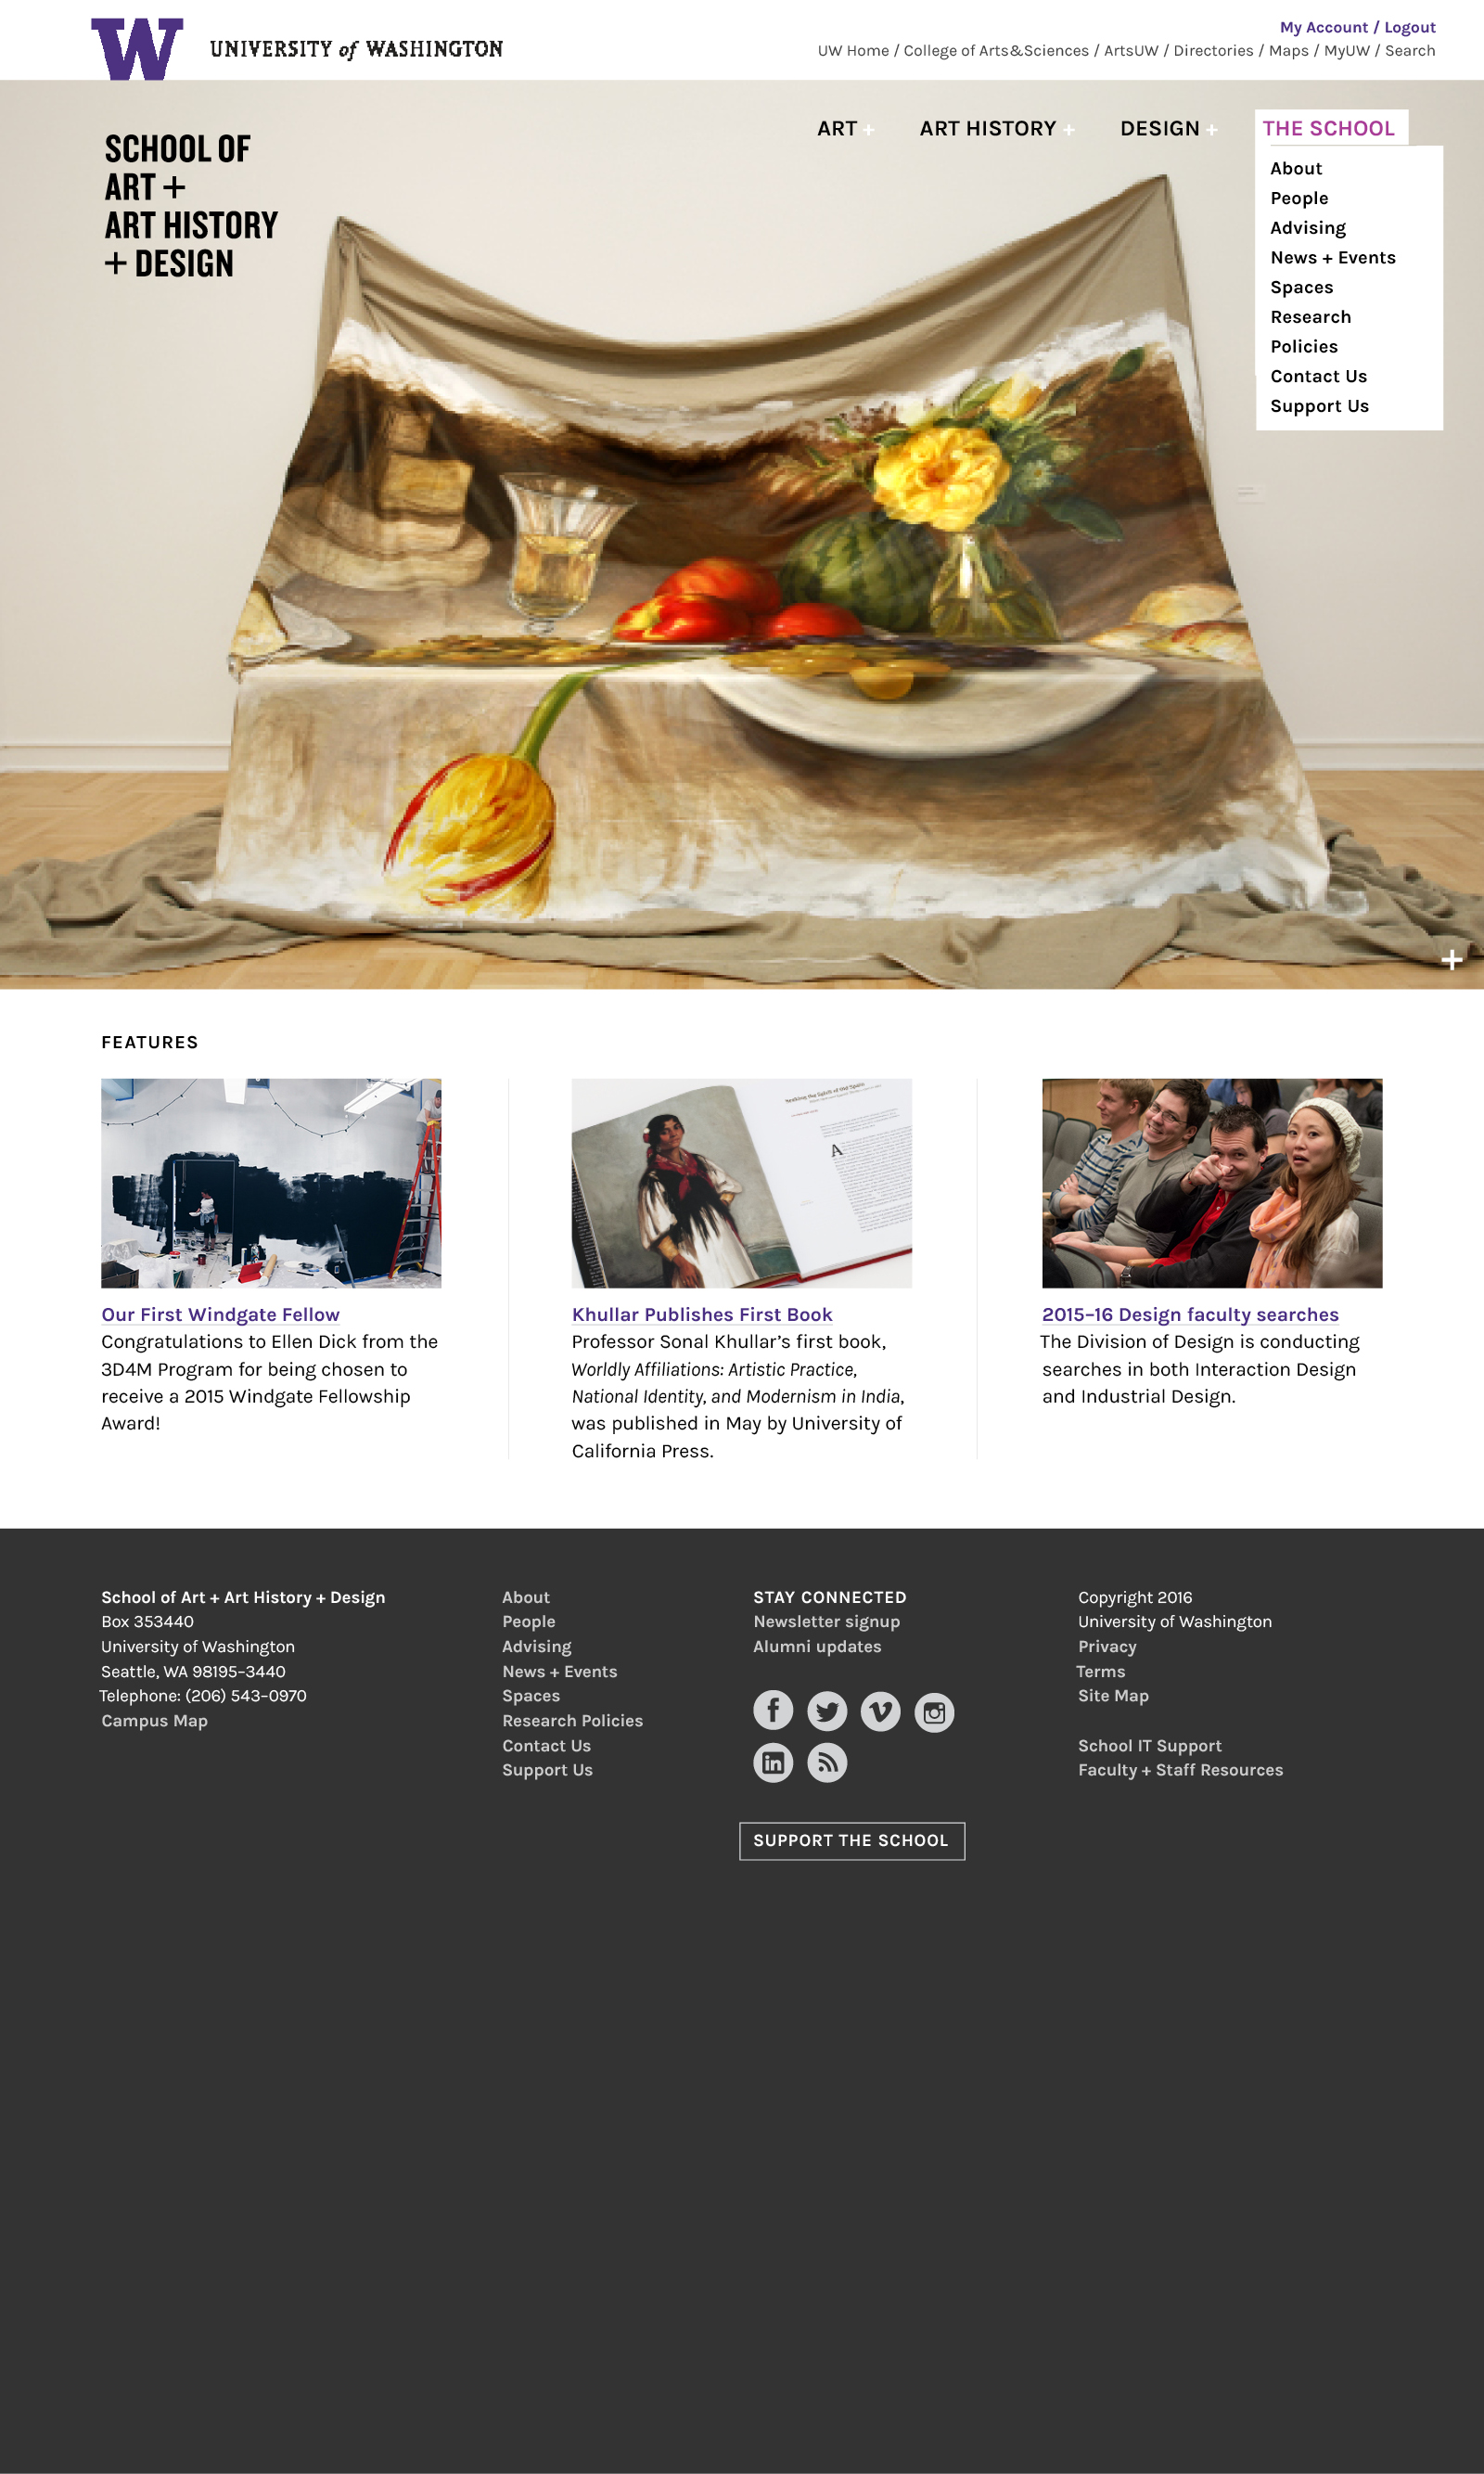 W
UNIVERSITY of WASHINGTON
My Account / Logout
UW Home / College of Arts&Sciences / ArtsUW / Directories / Maps / MyUW / Search
SCHOOL OF
ART +
ART HISTORY
+ DESIGN
ART +
ART HISTORY +
DESIGN +
THE SCHOOL
About
People
Advising
News + Events
Spaces
Research
Policies
Contact Us
Support Us
+
FEATURES
Our First Windgate Fellow
Congratulations to Ellen Dick from the
3D4M Program for being chosen to
receive a 2015 Windgate Fellowship
Award!
A
Khullar Publishes First Book
Professor Sonal Khullar’s first book,
Worldly Affiliations: Artistic Practice,
National Identity, and Modernism in India,
was published in May by University of
California Press.
2015–16 Design faculty searches
The Division of Design is conducting
searches in both Interaction Design
and Industrial Design.
School of Art + Art History + Design
Box 353440
University of Washington
Seattle, WA 98195–3440
Telephone: (206) 543–0970
Campus Map
About
People
Advising
News + Events
Spaces
Research Policies
Contact Us
Support Us
STAY CONNECTED
Newsletter signup
Alumni updates
SUPPORT THE SCHOOL
Copyright 2016
University of Washington
Privacy
Terms
Site Map
School IT Support
Faculty + Staff Resources